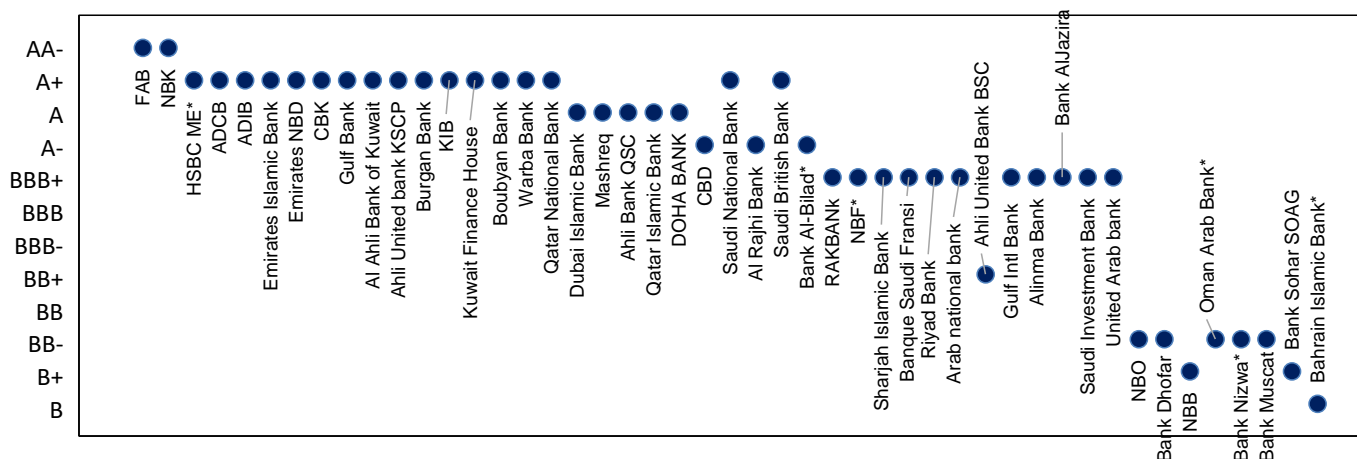 AA-
A+
A
A-
BBB+
BBB
BBB-
BB+
BB
BB-
B+
B
FAB
NBK
HSBC ME*
ADCB
ADIB
Emirates Islamic Bank
Emirates NBD
CBK
Gulf Bank
Al Ahli Bank of Kuwait
Ahli United bank KSCP
Burgan Bank
KIB
Kuwait Finance House
Boubyan Bank
Warba Bank
Qatar National Bank
Dubai Islamic Bank
Mashreq
Ahli Bank QSC
Qatar Islamic Bank
DOHA BANK
CBD
Saudi National Bank
Al Rajhi Bank
Saudi British Bank
Bank Al-Bilad*
RAKBANk
NBF*
Sharjah Islamic Bank
Banque Saudi Fransi
Riyad Bank
Arab national bank
Ahli United Bank BSC
Gulf Intl Bank
Alinma Bank
Bank AlJazira
Saudi Investment Bank
United Arab bank
NBO
Bank Dhofar
NBB
Oman Arab Bank*
Bank Nizwa*
Bank Muscat
Bank Sohar SOAG
Bahrain Islamic Bank*